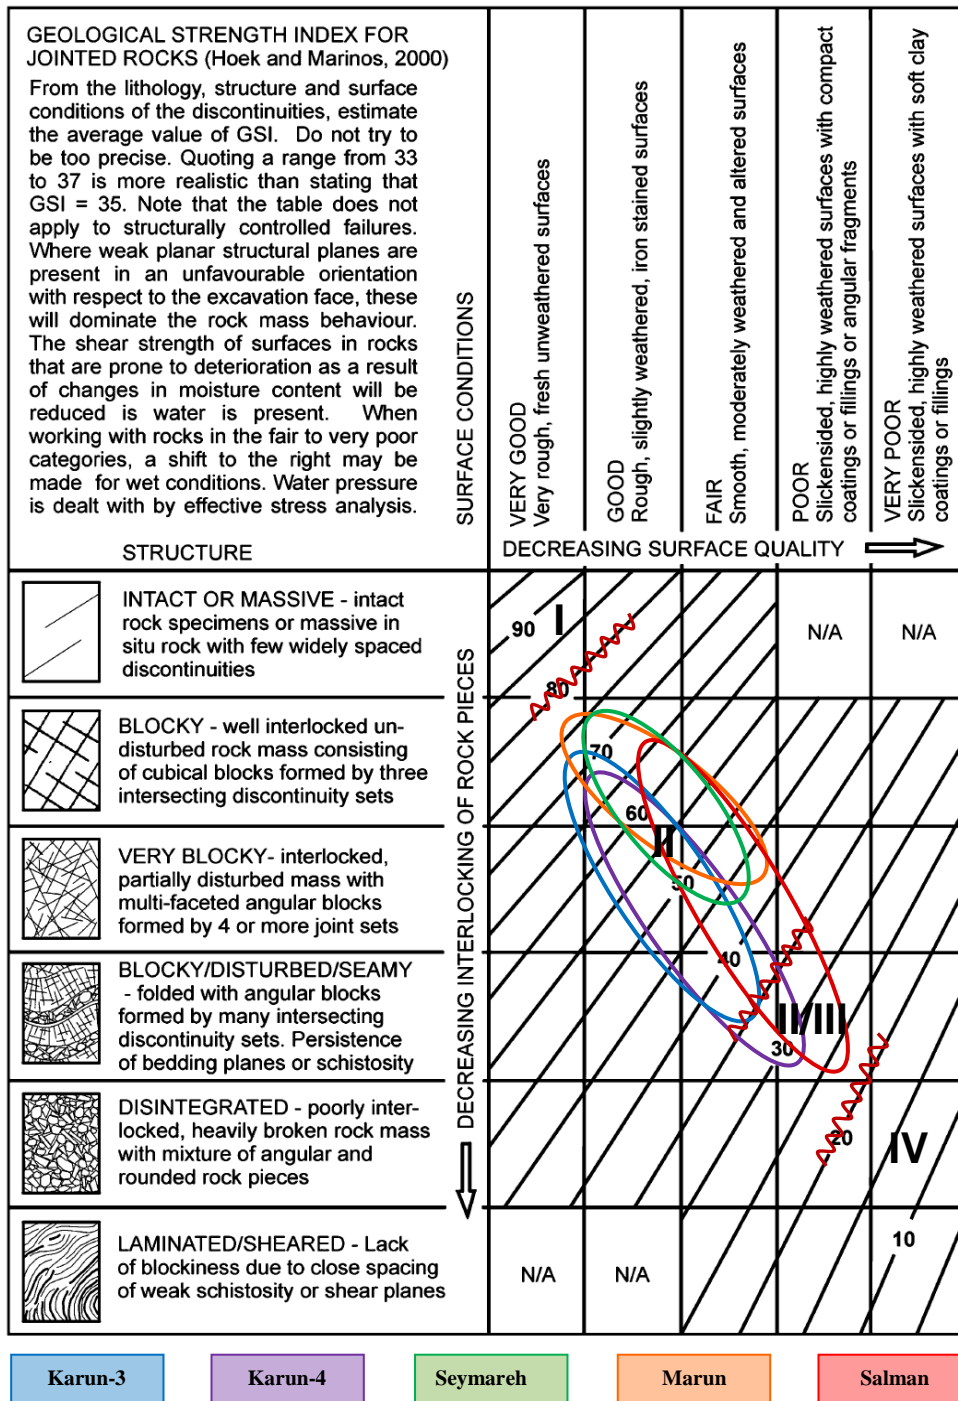 GEOLOGICAL STRENGTH INDEX FOR
JOINTED ROCKS (Hoek and Marinos, 2000)
From the lithology, structure and surface
conditions of the discontinuities, estimate
the average value of GSI. Do not try to
be too precise. Quoting a range from 33
to 37 is more realistic than stating that
GSI = 35. Note that the table does not
apply to structurally controlled failures.
Where weak planar structural planes are
present in an unfavourable orientation
with respect to the excavation face, these
will dominate the rock mass behaviour.
The shear strength of surfaces in rocks
that are prone to deterioration as a result
of changes in moisture content will be
reduced is water is present. When
working with rocks in the fair to very poor
categories, a shift to the right may be
made for wet conditions. Water pressure
is dealt with by effective stress analysis.
STRUCTURE
SURFACE CONDITIONS
VERY GOOD
Very rough, fresh unweathered surfaces
GOOD
Rough, slightly weathered, iron stained surfaces
FAIR
Smooth, moderately weathered and altered surfaces
POOR
Slickensided, highly weathered surfaces with compact
coatings or fillings or angular fragments
VERY POOR
Slickensided, highly weathered surfaces with soft clay
coatings or fillings
DECREASING SURFACE QUALITY
DECREASING INTERLOCKING OF ROCK PIECES
INTACT OR MASSIVE - intact
rock specimens or massive in
situ rock with few widely spaced
discontinuities
BLOCKY - well interlocked un-
disturbed rock mass consisting
of cubical blocks formed by three
intersecting discontinuity sets
VERY BLOCKY- interlocked,
partially disturbed mass with
multi-faceted angular blocks
formed by 4 or more joint sets
BLOCKY/DISTURBED/SEAMY
- folded with angular blocks
formed by many intersecting
discontinuity sets. Persistence
of bedding planes or schistosity
DISINTEGRATED - poorly inter-
locked, heavily broken rock mass
with mixture of angular and
rounded rock pieces
LAMINATED/SHEARED - Lack
of blockiness due to close spacing
of weak schistosity or shear planes
90 I
N/A
N/A
80
70
60
II
50
40
II/III
30
20
IV
10
N/A
N/A
Karun-3
Karun-4
Seymareh
Marun
Salman